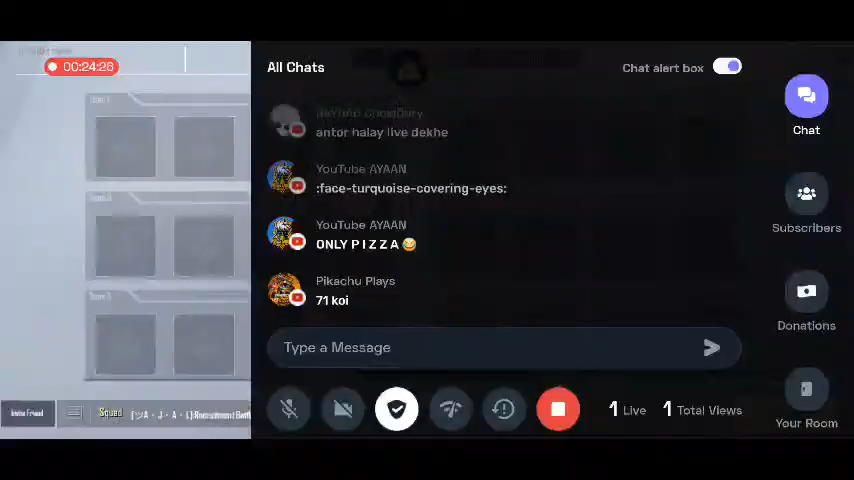 00:24:26
All Chats
Chat alert box
Chat
antor halay live dekhe
YouTube AYAAN
:face-turquoise-covering-eyes:
YouTube AYAAN
ONLY P I Z Z A 😂
Pikachu Plays
71 koi
Type a Message
1 Live 1 Total Views
Subscribers
Donations
Your Room
Invite Friend
Squad